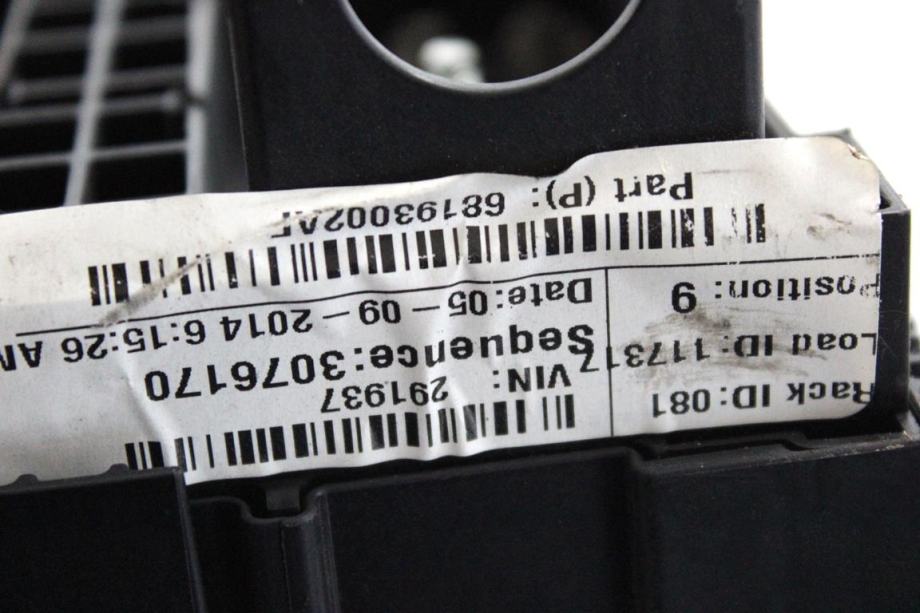 Rack ID:081
VIN: 291937
Load ID:117317
Sequence:3076170
Position: 9
Date:05-09-2014 6:15:26 AM
Part (P): 68193002AF